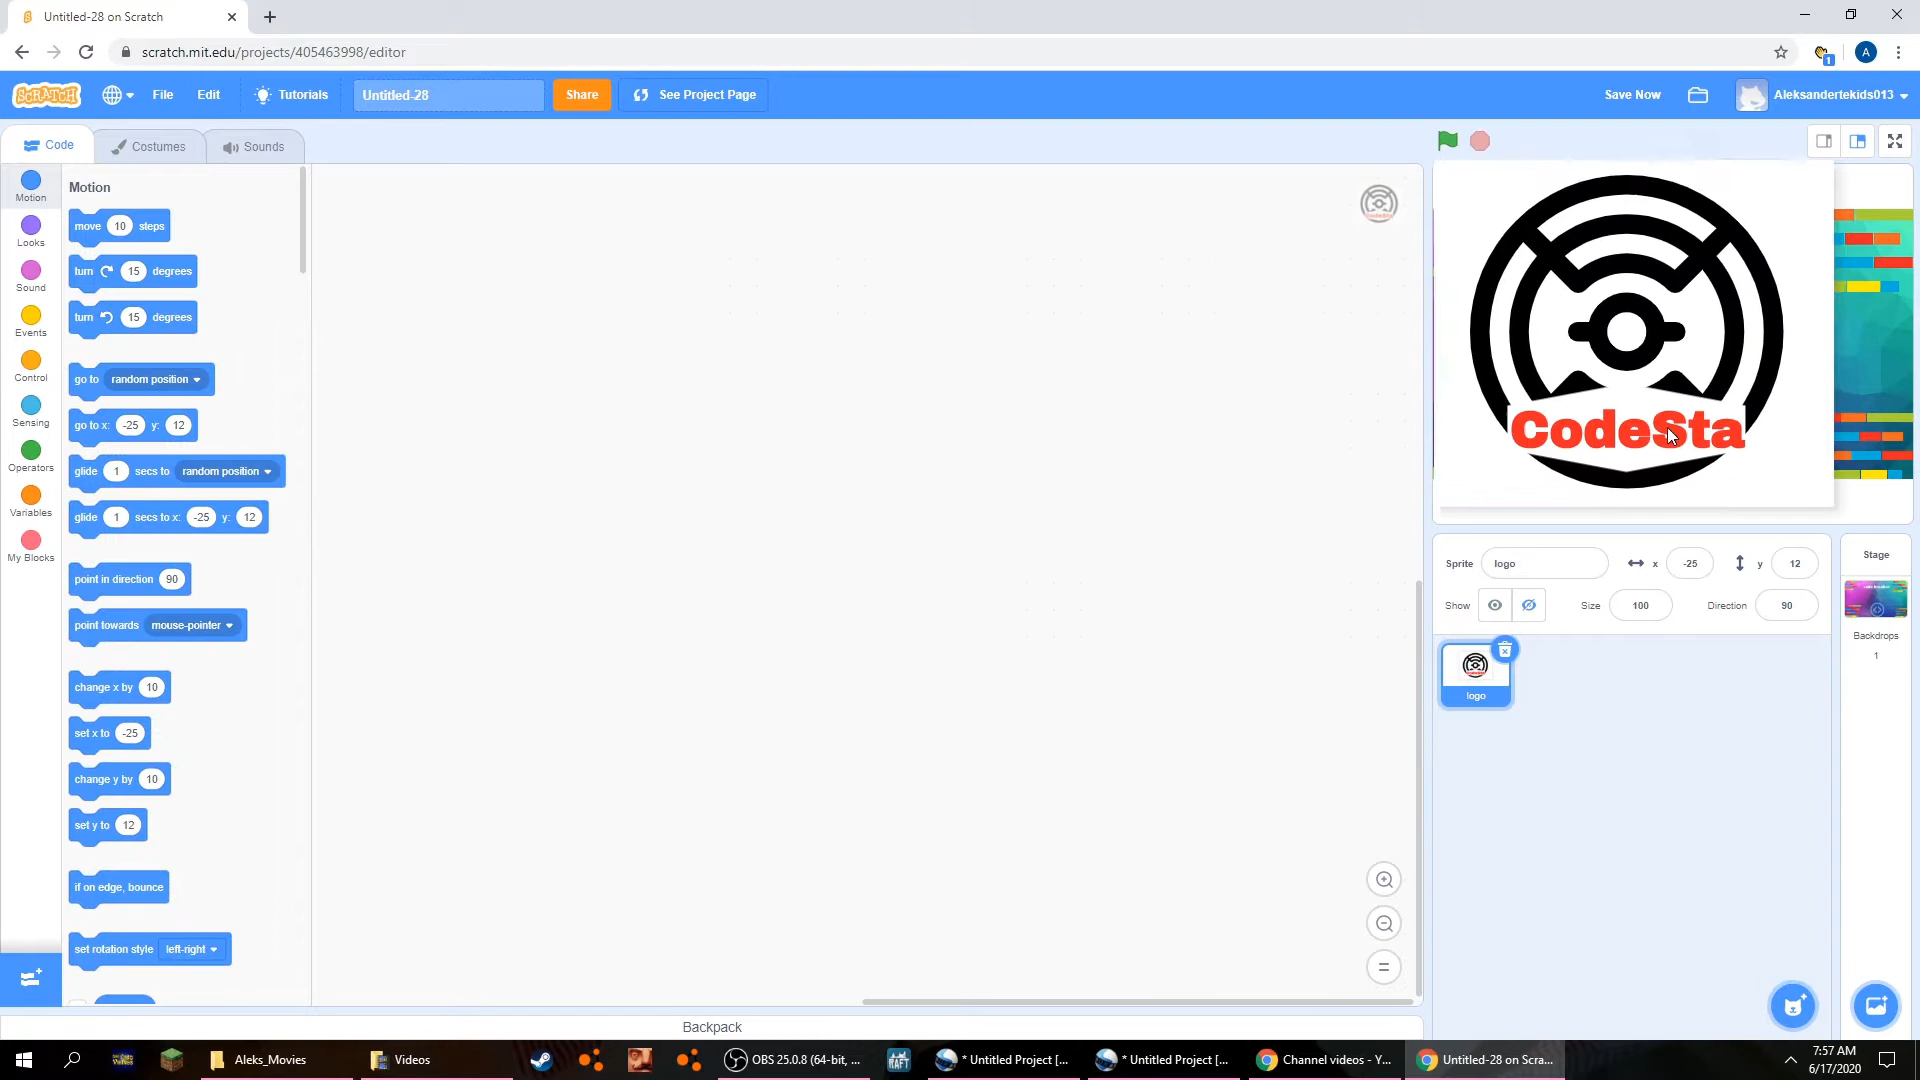 Untitled-28 on Scratch
scratch.mit.edu/projects/405463998/editor
A
1
SCRATCH
File
Edit
Tutorials
Untitled-28
Share
See Project Page
Save Now
Aleksandertekids013
Code
Costumes
Sounds
Motion
Looks
Sound
Events
Control
Sensing
Operators
Variables
My Blocks
Motion
move 10 steps
turn 15 degrees
turn 15 degrees
go to random position
go to x: -25 y: 12
glide 1 secs to random position
glide 1 secs to x: -25 y: 12
point in direction 90
point towards mouse-pointer
change x by 10
set x to -25
change y by 10
set y to 12
if on edge, bounce
set rotation style left-right
CodeSta
Sprite logo x -25 y 12
Show Size 100 Direction 90
logo
Stage
Backdrops
1
Backpack
Aleks_Movies
Videos
OBS 25.0.8 (64-bit, ...
RAFT
* Untitled Project [...
* Untitled Project [...
Channel videos - Y...
Untitled-28 on Scra...
7:57 AM
6/17/2020